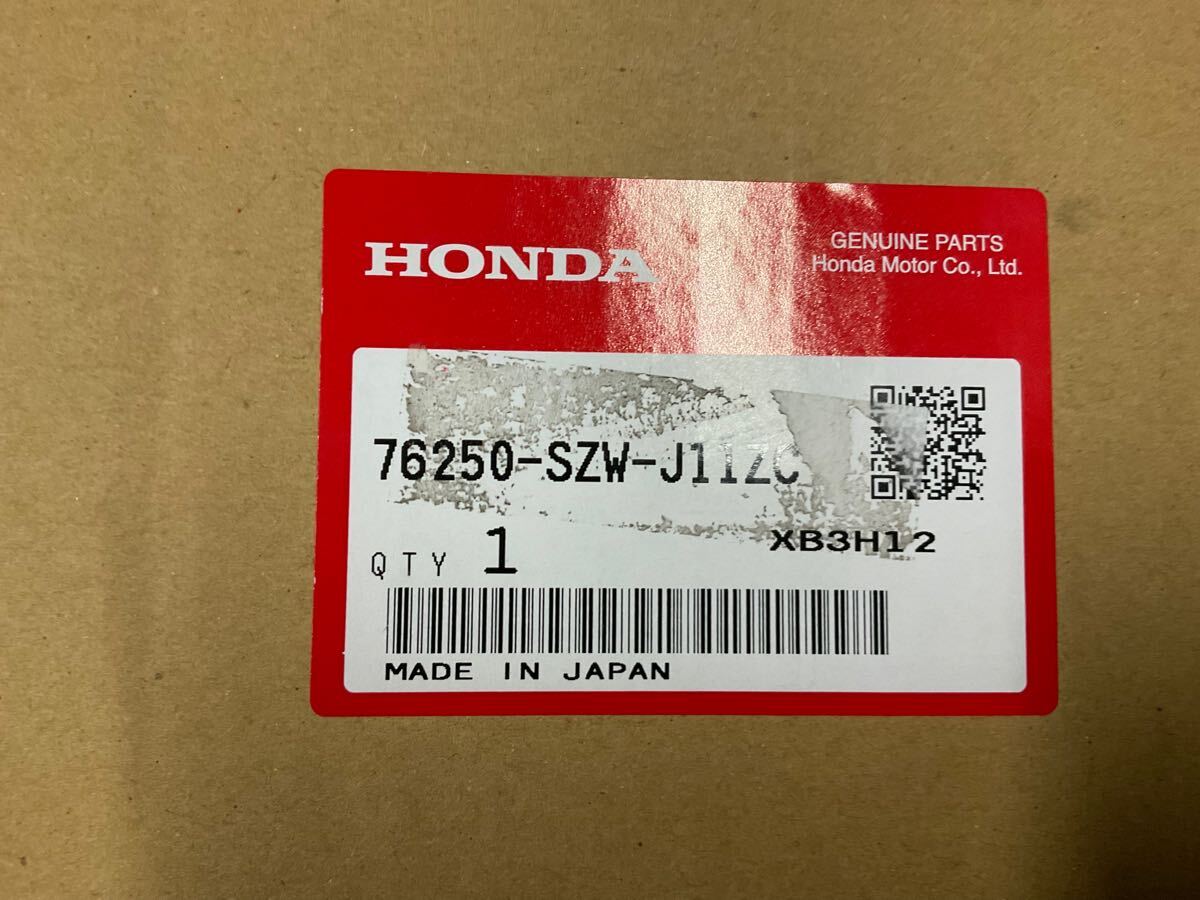 HONDA
GENUINE PARTS
Honda Motor Co., Ltd.
76250-SZW-J11ZC
XB3H12
QTY 1
MADE IN JAPAN